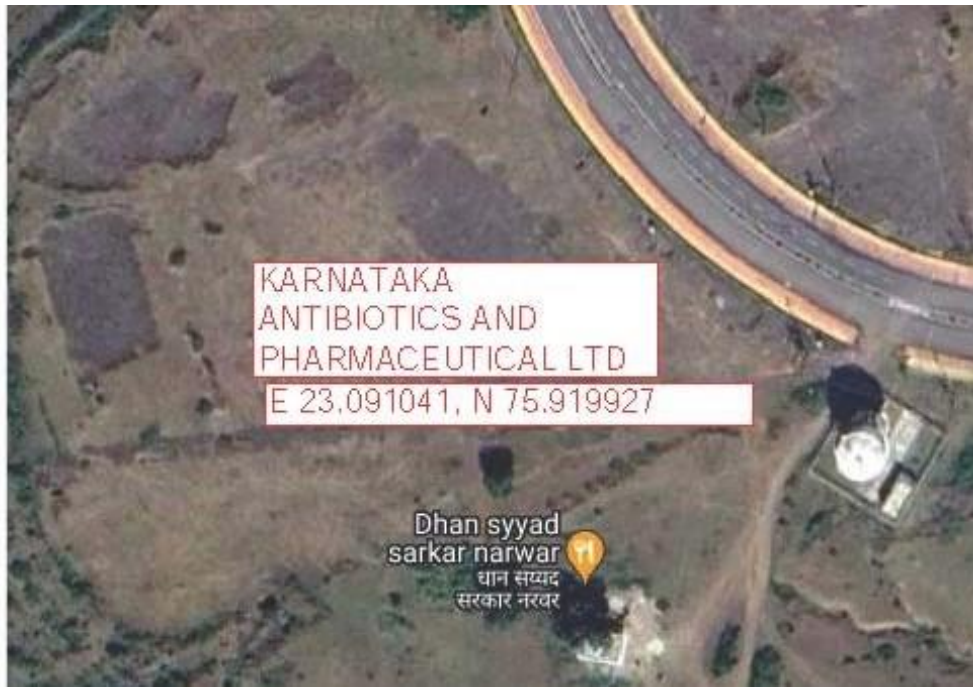 KARNATAKA
ANTIBIOTICS AND
PHARMACEUTICAL LTD
E 23.091041, N 75.919927
Dhan syyad
sarkar narwar
धान सय्यद
सरकार नरवर